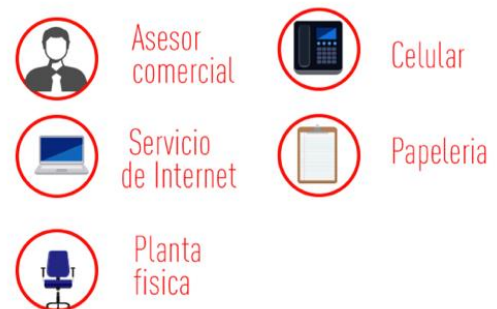 Asesor
comercial
Celular
Servicio
de Internet
Papeleria
Planta
fisica